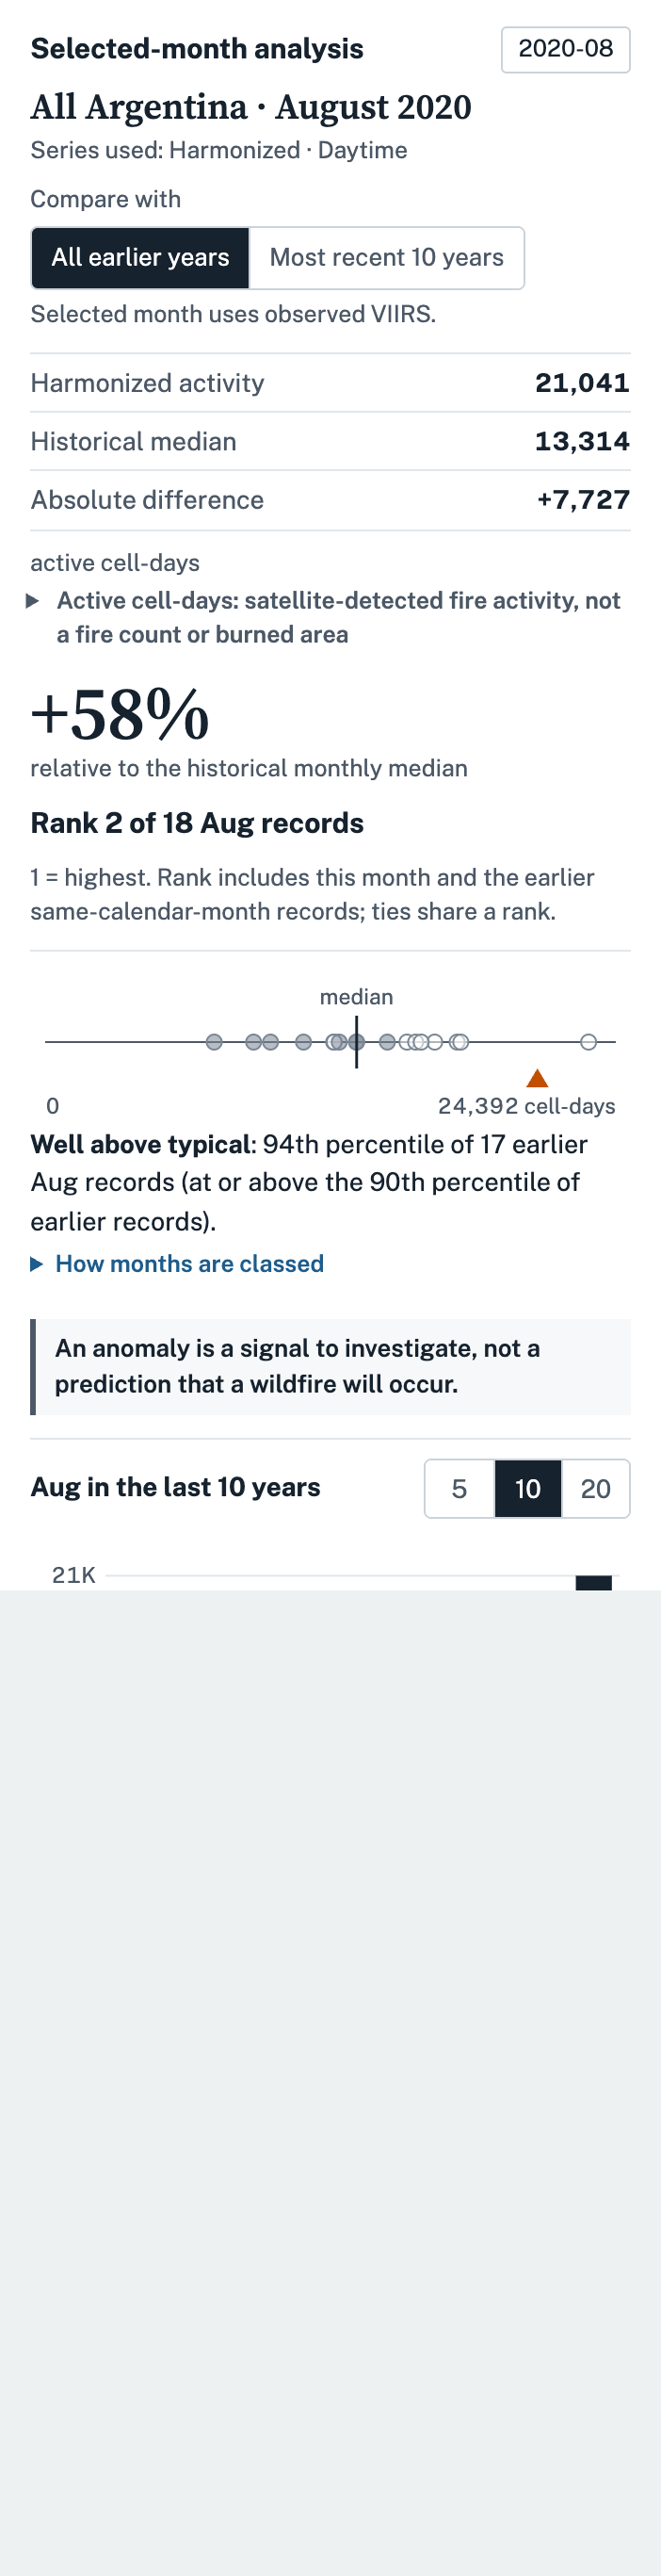 Selected-month analysis
2020-08
All Argentina · August 2020
Series used: Harmonized · Daytime
Compare with
All earlier years
Most recent 10 years
Selected month uses observed VIIRS.
Harmonized activity 21,041
Historical median 13,314
Absolute difference +7,727
active cell-days
Active cell-days: satellite-detected fire activity, not
a fire count or burned area
+58%
relative to the historical monthly median
Rank 2 of 18 Aug records
1 = highest. Rank includes this month and the earlier
same-calendar-month records; ties share a rank.
median
0 24,392 cell-days
Well above typical: 94th percentile of 17 earlier
Aug records (at or above the 90th percentile of
earlier records).
How months are classed
An anomaly is a signal to investigate, not a
prediction that a wildfire will occur.
Aug in the last 10 years
5 10 20
21K